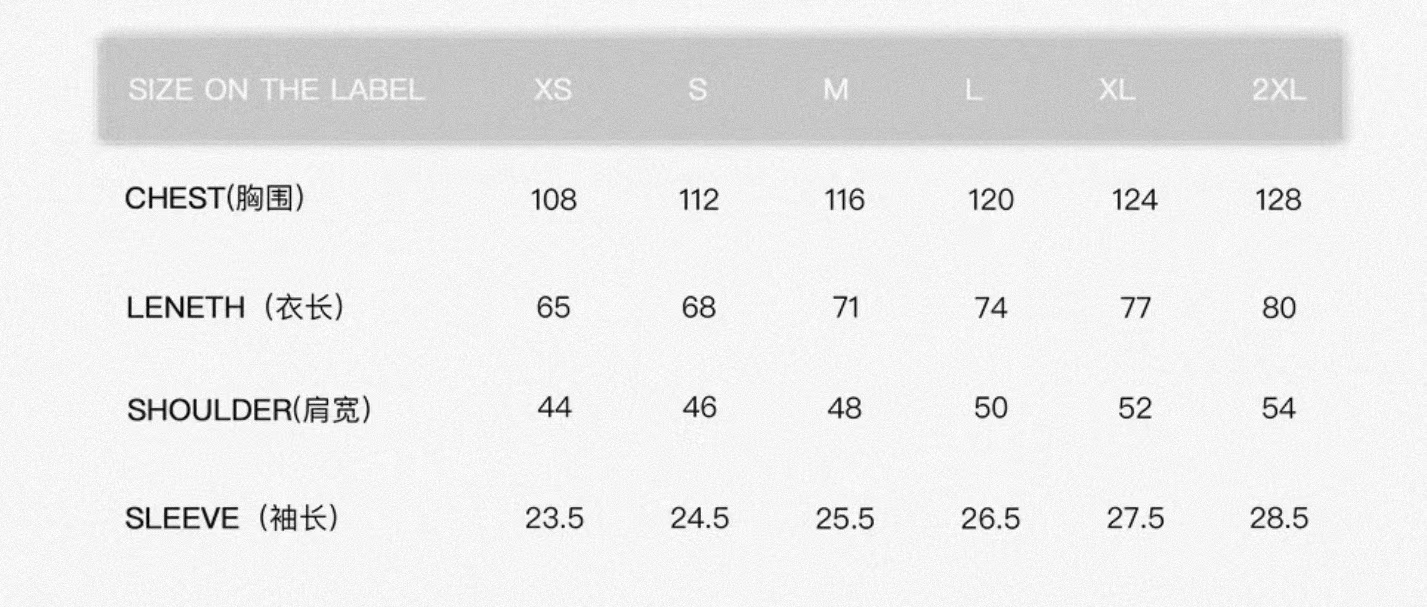 SIZE ON THE LABEL XS S M L XL 2XL
CHEST(胸围) 108 112 116 120 124 128
LENETH（衣长） 65 68 71 74 77 80
SHOULDER(肩宽) 44 46 48 50 52 54
SLEEVE（袖长） 23.5 24.5 25.5 26.5 27.5 28.5